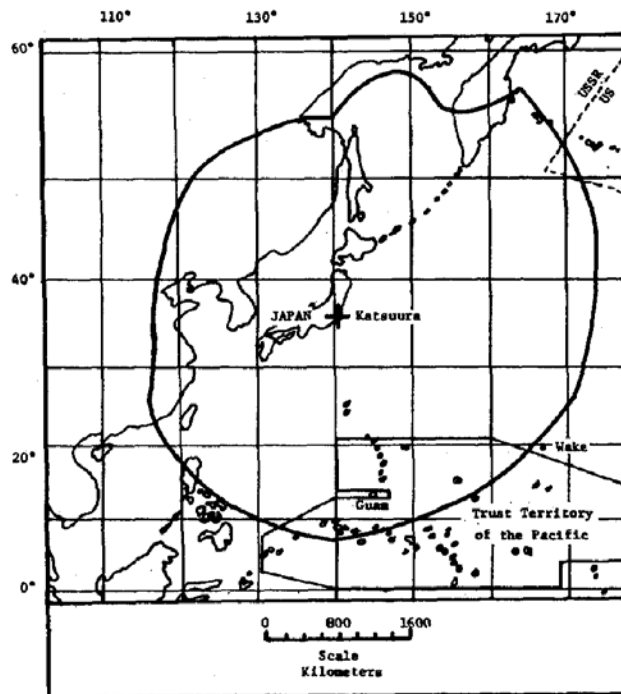 110° 130° 150° 170°
60°
USSR
US
40°
JAPAN Katsuura
20°
Wake
Guam
Trust Territory
of the Pacific
0°
0 800 1600
Scale
Kilometers